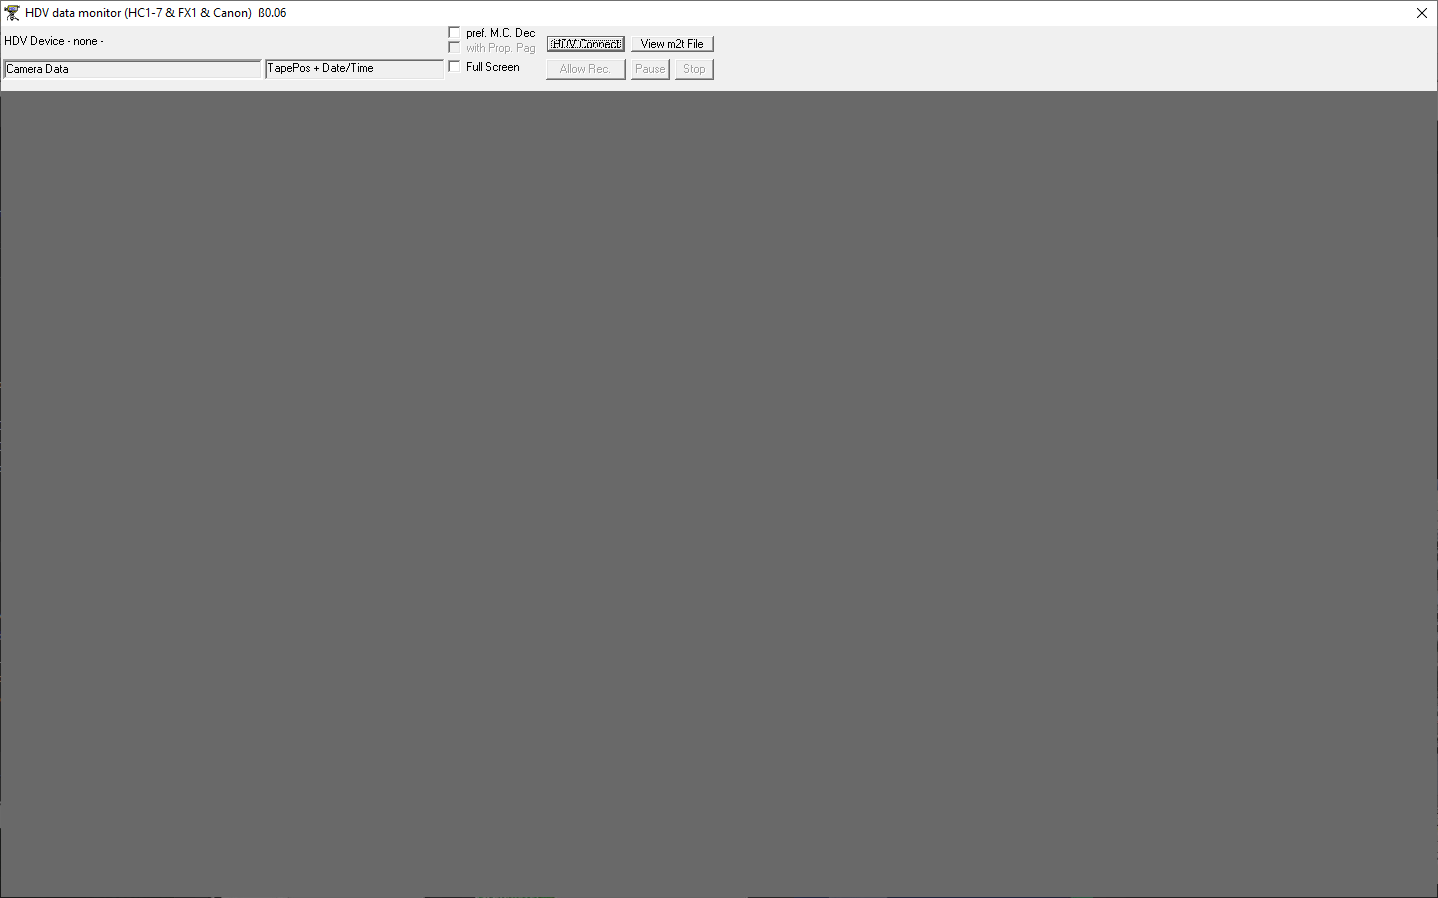 HDV data monitor (HC1-7 & FX1 & Canon) ß0.06
HDV Device - none -
pref. M.C. Dec
with Prop. Pag
HDV Connect
View m2t File
Camera Data
TapePos + Date/Time
Full Screen
Allow Rec.
Pause
Stop